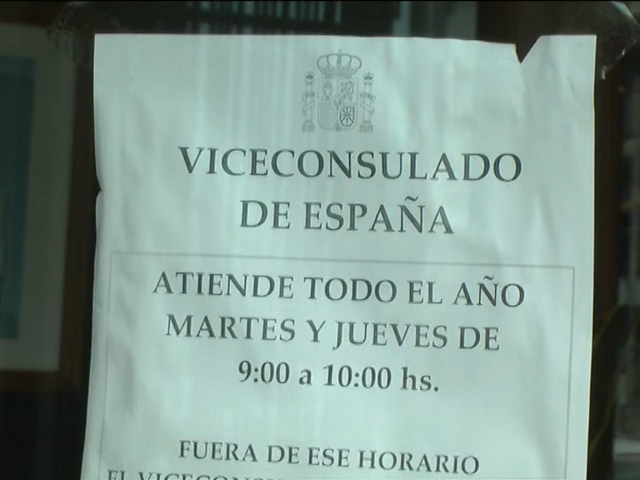 VICECONSULADO
DE ESPAÑA
ATIENDE TODO EL AÑO
MARTES Y JUEVES DE
9:00 a 10:00 hs.
FUERA DE ESE HORARIO
EL